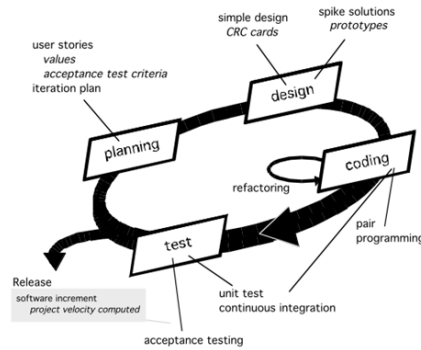 simple design
CRC cards
spike solutions
prototypes
user stories
values
acceptance test criteria
iteration plan
design
planning
coding
refactoring
test
pair
programming
Release
software increment
project velocity computed
unit test
continuous integration
acceptance testing